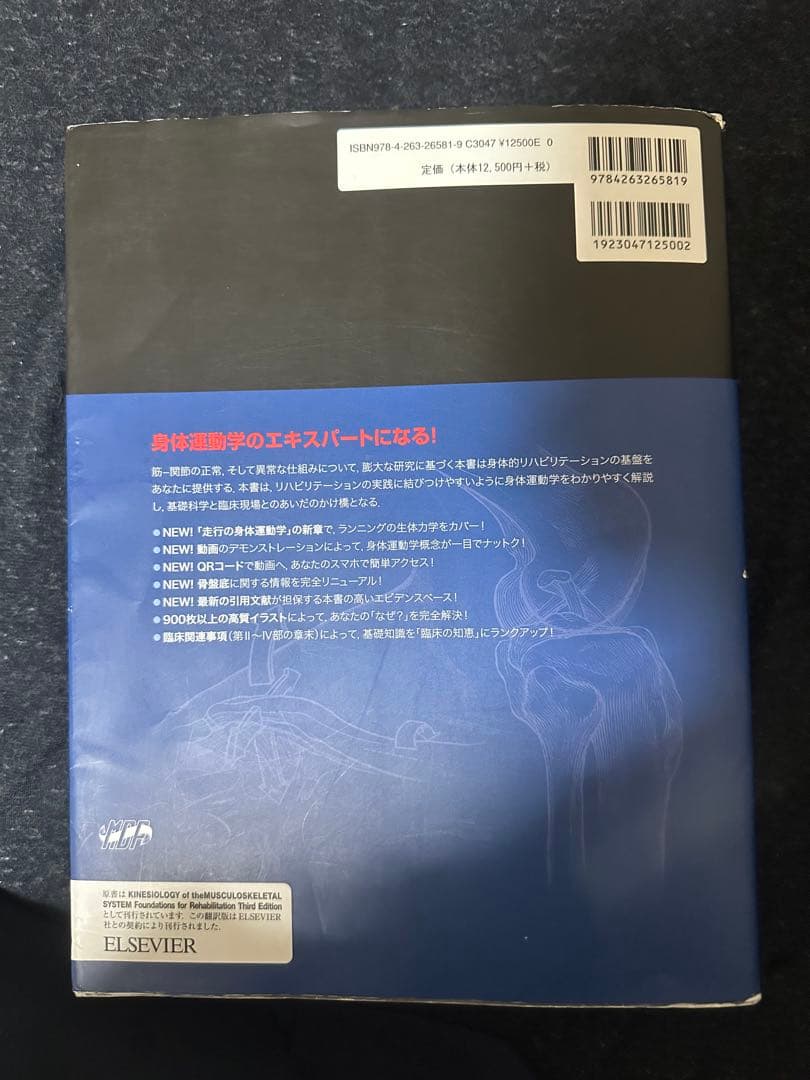 ISBN978-4-263-26581-9 C3047 ¥12500E 0
定価(本体12,500円+税)
9784263265819
1923047125002
身体運動学のエキスパートになる!
筋−関節の正常,そして異常な仕組みについて,膨大な研究に基づく本書は身体的リハビリテーションの基盤を
あなたに提供する.本書は,リハビリテーションの実践に結びつけやすいように身体運動学をわかりやすく解説
し,基礎科学と臨床現場とのあいだのかけ橋となる.
●NEW!「走行の身体運動学」の新章で,ランニングの生体力学をカバー!
●NEW! 動画のデモンストレーションによって,身体運動学概念が一目でナットク!
●NEW! QRコードで動画へ,あなたのスマホで簡単アクセス!
●NEW! 骨盤底に関する情報を完全リニューアル!
●NEW! 最新の引用文献が担保する本書の高いエビデンスベース!
●900枚以上の高質イラストによって,あなたの「なぜ?」を完全解決!
●臨床関連事項(第Ⅱ〜Ⅳ部の章末)によって,基礎知識を「臨床の知恵」にランクアップ!
MDP
原書は KINESIOLOGY of theMUSCULOSKELETAL
SYSTEM Foundations for Rehabilitation Third Edition
として刊行されています.この翻訳版は ELSEVIER
社との契約により刊行されました.
ELSEVIER